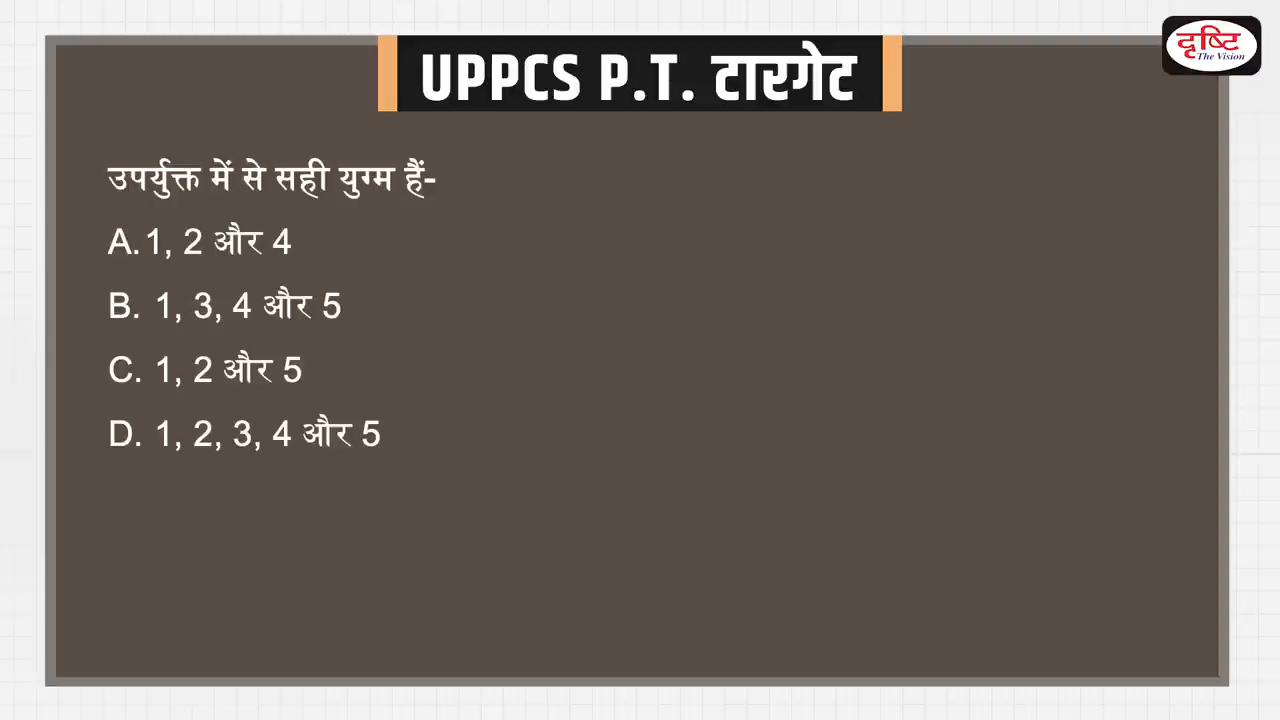 UPPCS P.T. टारगेट
दृष्टि
The Vision
उपर्युक्त में से सही युग्म हैं-
A.1, 2 और 4
B. 1, 3, 4 और 5
C. 1, 2 और 5
D. 1, 2, 3, 4 और 5